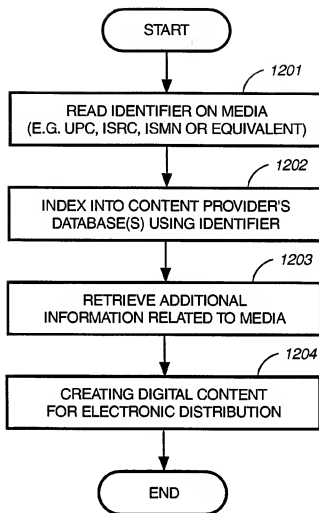 START
1201
READ IDENTIFIER ON MEDIA
(E.G. UPC, ISRC, ISMN OR EQUIVALENT)
1202
INDEX INTO CONTENT PROVIDER'S
DATABASE(S) USING IDENTIFIER
1203
RETRIEVE ADDITIONAL
INFORMATION RELATED TO MEDIA
1204
CREATING DIGITAL CONTENT
FOR ELECTRONIC DISTRIBUTION
END